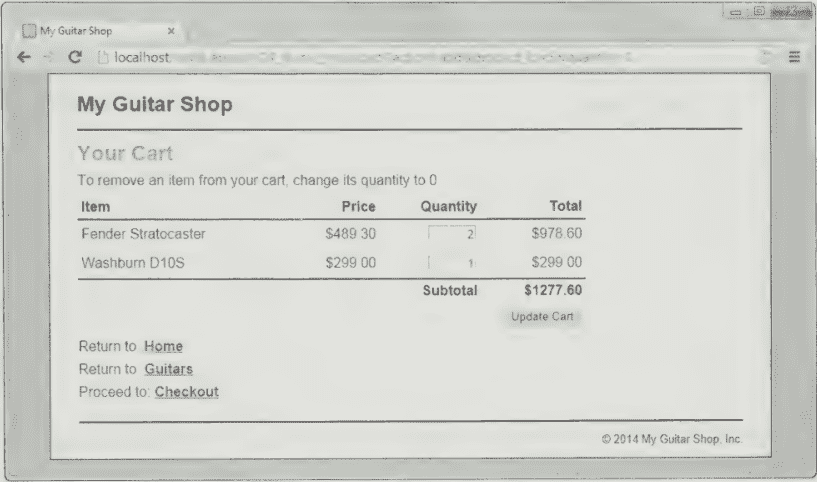 My Guitar Shop
localhost
My Guitar Shop
Your Cart
To remove an item from your cart, change its quantity to 0
Item Price Quantity Total
Fender Stratocaster $489.30 2 $978.60
Washburn D10S $299.00 1 $299.00
Subtotal $1277.60
Update Cart
Return to Home
Return to Guitars
Proceed to: Checkout
© 2014 My Guitar Shop, Inc.